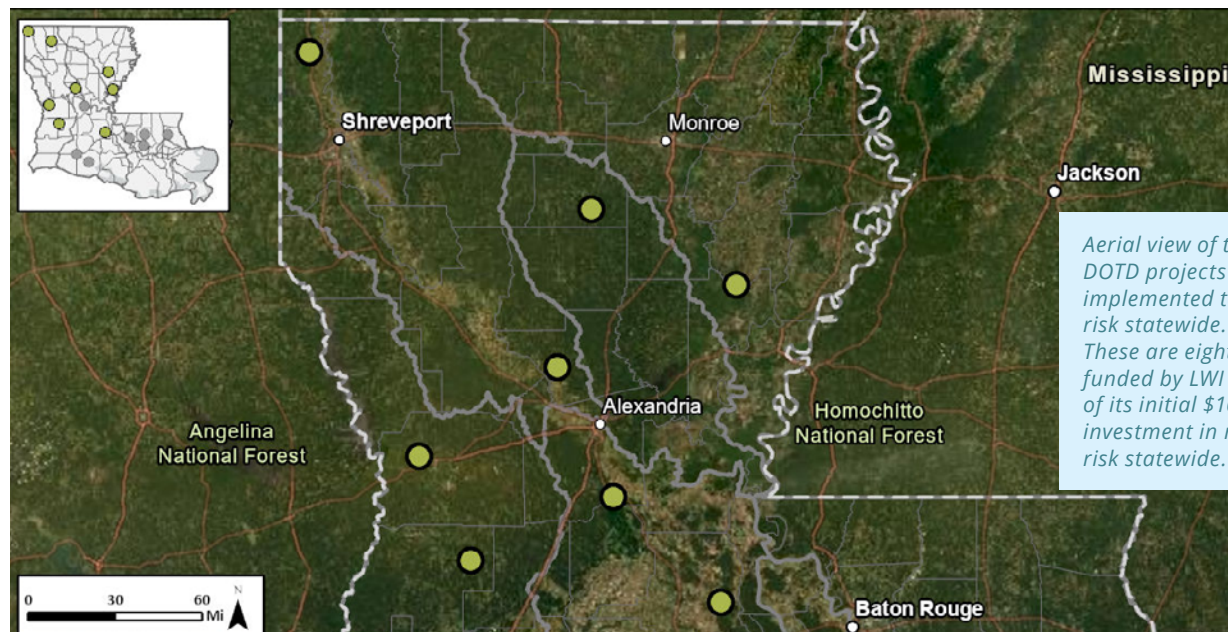 Mississippi
Shreveport
Monroe
Jackson
Aerial view of
DOTD projects
implemented
risk statewide.
These are eight
funded by LWI
of its initial
investment in
risk statewide.
Alexandria
Angelina
National Forest
Homochitto
National Forest
0 30 60
Mi
N
Baton Rouge